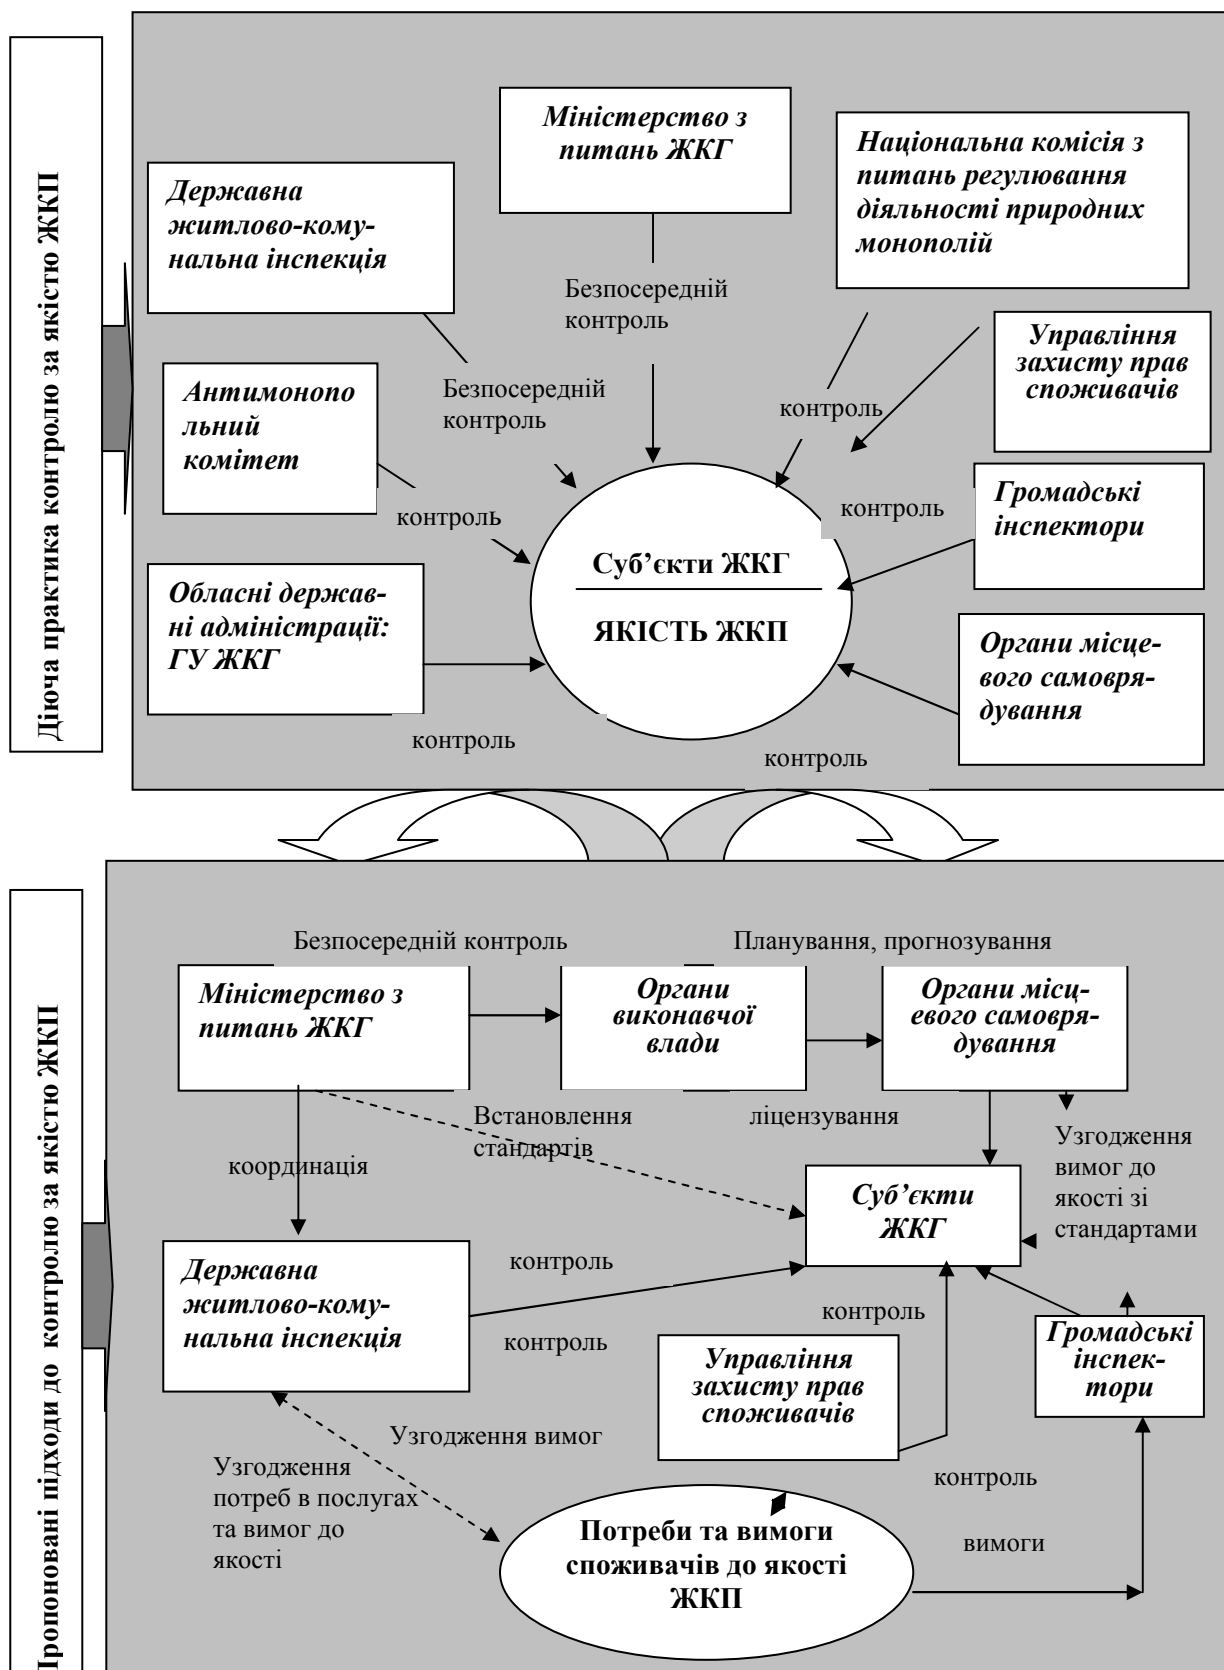 Діюча практика контролю за якістю ЖКП
Міністерство з
питань ЖКГ
Національна комісія з
питань регулювання
діяльності природних
монополій
Державна
житлово-кому-
нальна інспекція
Безпосередній
контроль
Управління
захисту прав
споживачів
Антимонопо
льний
комітет
Безпосередній
контроль
контроль
Громадські
інспектори
контроль
контроль
Суб’єкти ЖКГ
ЯКІСТЬ ЖКП
Обласні держав-
ні адміністрації:
ГУ ЖКГ
Органи місце-
вого самовря-
дування
контроль
контроль
Пропоновані підходи до контролю за якістю ЖКП
Безпосередній контроль
Планування, прогнозування
Міністерство з
питань ЖКГ
Органи
виконавчої
влади
Органи місц-
евого самовря-
дування
Встановлення
стандартів
ліцензування
Узгодження
вимог до
якості зі
стандартами
координація
Суб’єкти
ЖКГ
Державна
житлово-кому-
нальна інспекція
контроль
контроль
контроль
Управління
захисту прав
споживачів
Громадські
інспек-
тори
Узгодження вимог
Узгодження
потреб в послугах
та вимог до
якості
контроль
Потреби та вимоги
споживачів до якості
ЖКП
вимоги